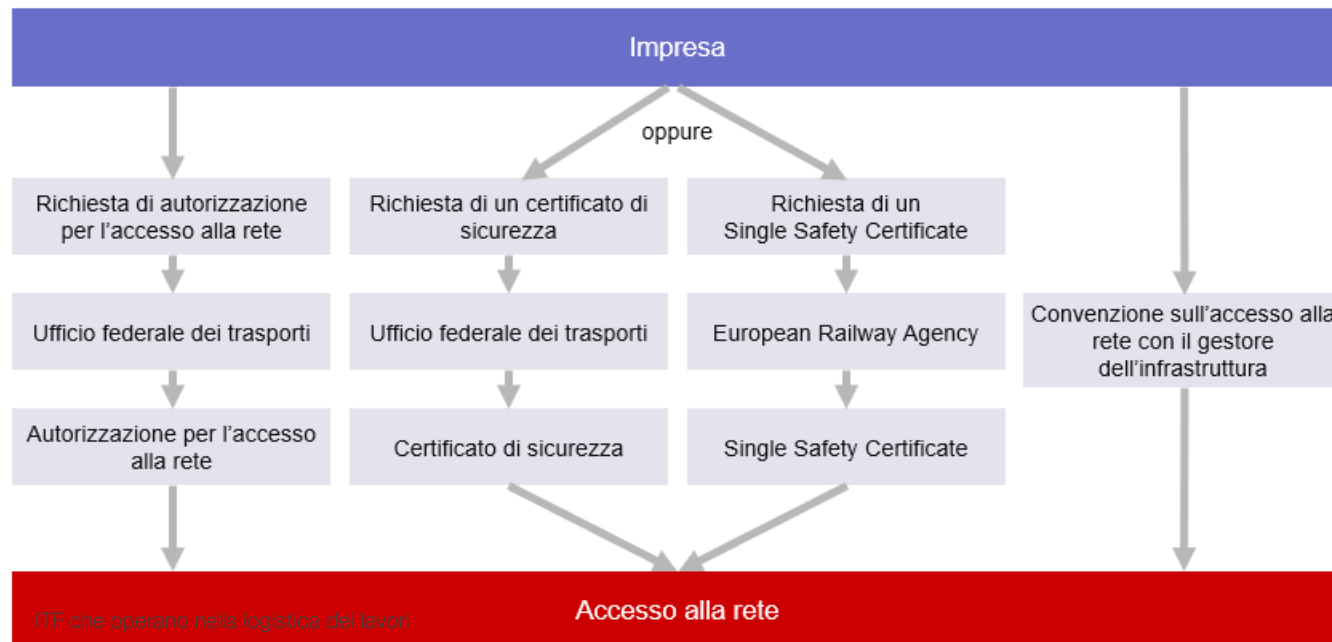 Impresa
oppure
Richiesta di autorizzazione
per l'accesso alla rete
Richiesta di un certificato di
sicurezza
Richiesta di un
Single Safety Certificate
Ufficio federale dei trasporti
Ufficio federale dei trasporti
European Railway Agency
Convenzione sull'accesso alla
rete con il gestore
dell'infrastruttura
Autorizzazione per l'accesso
alla rete
Certificato di sicurezza
Single Safety Certificate
Accesso alla rete
ITF che operano nella logistica dei lavori